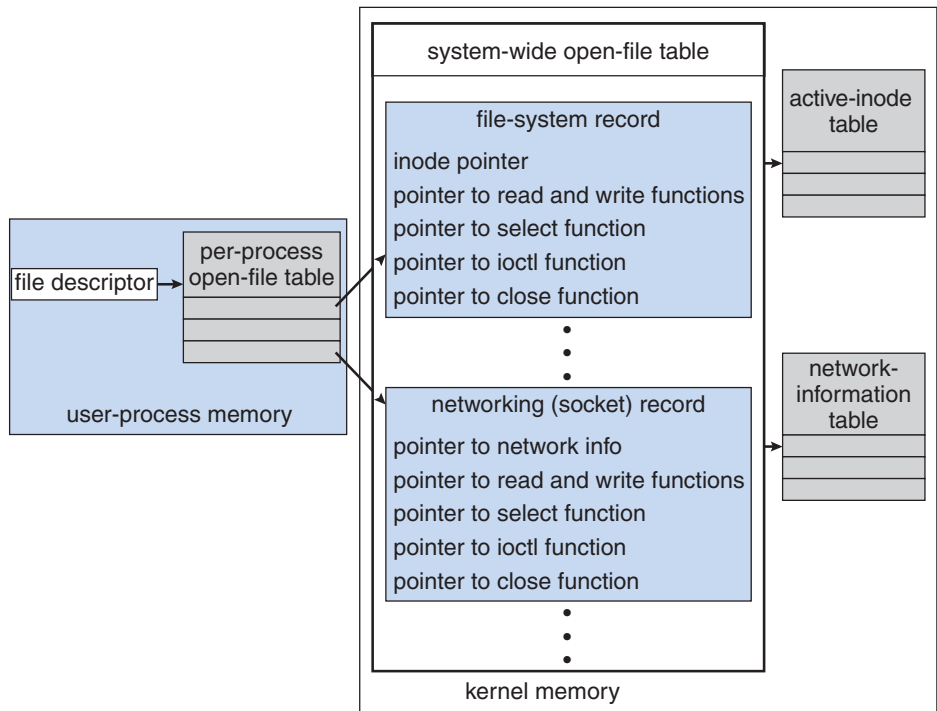 system-wide open-file table
file-system record
inode pointer
pointer to read and write functions
pointer to select function
pointer to ioctl function
pointer to close function
active-inode
table
file descriptor
per-process
open-file table
user-process memory
networking (socket) record
pointer to network info
pointer to read and write functions
pointer to select function
pointer to ioctl function
pointer to close function
network-
information
table
kernel memory